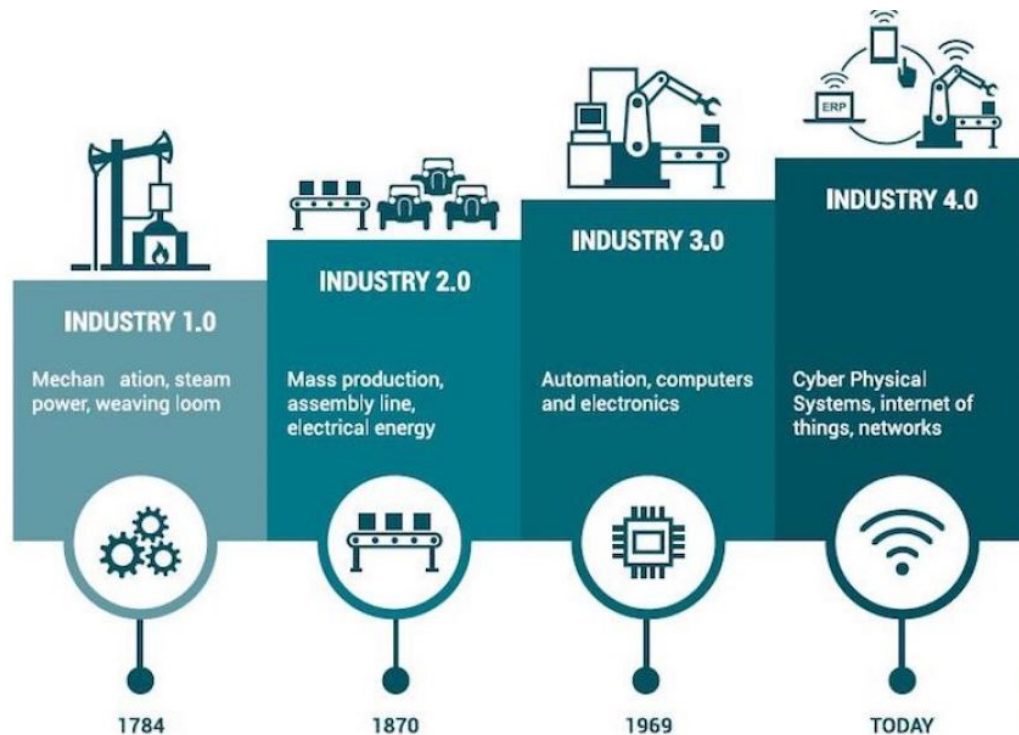 ERP
INDUSTRY 1.0
Mechan ation, steam
power, weaving loom
1784
INDUSTRY 2.0
Mass production,
assembly line,
electrical energy
1870
INDUSTRY 3.0
Automation, computers
and electronics
1969
INDUSTRY 4.0
Cyber Physical
Systems, internet of
things, networks
TODAY